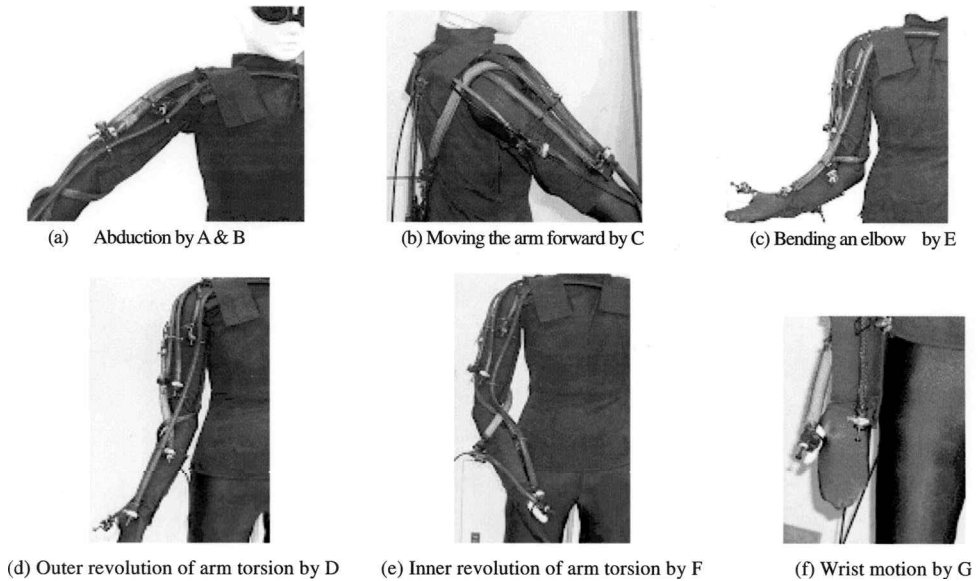 (a) Abduction by A & B
(b) Moving the arm forward by C
(c) Bending an elbow by E
(d) Outer revolution of arm torsion by D
(e) Inner revolution of arm torsion by F
(f) Wrist motion by G